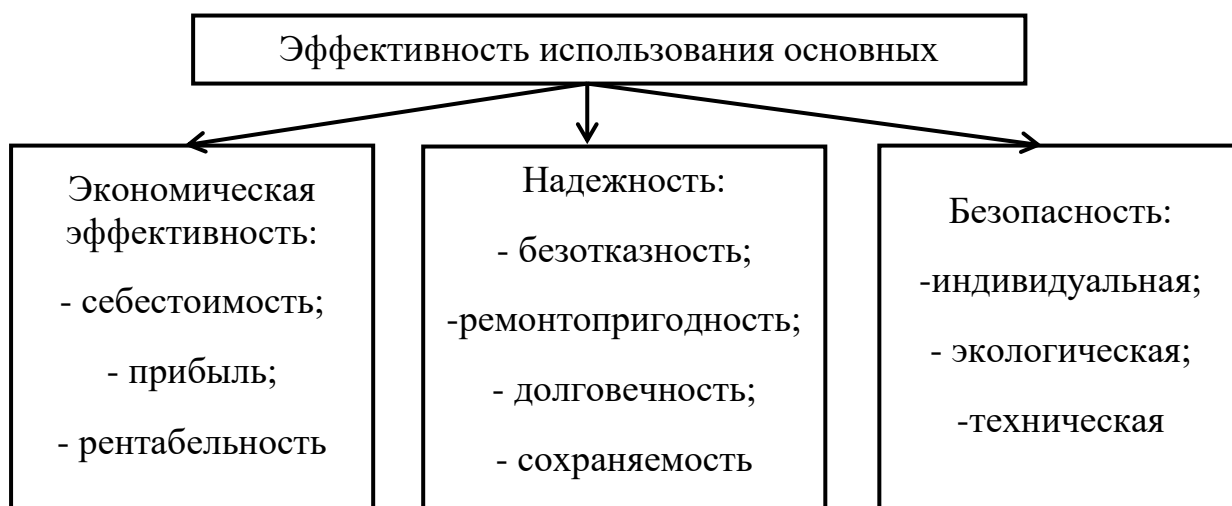 Эффективность использования основных
Экономическая
эффективность:
- себестоимость;
- прибыль;
- рентабельность
Надежность:
- безотказность;
-ремонтопригодность;
- долговечность;
- сохраняемость
Безопасность:
-индивидуальная;
- экологическая;
-техническая